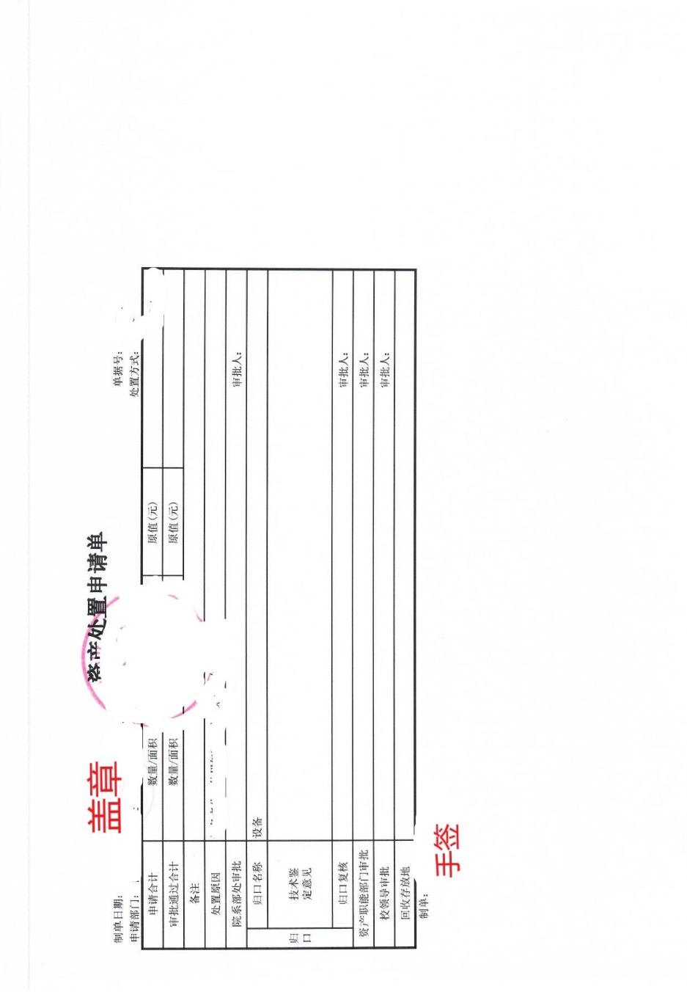 资产处置申请单
盖章
制单日期: 单据号:
申请部门: 处置方式:
申请合计 数量/面积 原值(元)
审批通过合计 数量/面积 原值(元)
备注
处置原因
院系部处审批 审批人:
归口
归口名称 设备
技术鉴
定意见
归口复核 审批人:
资产职能部门审批 审批人:
校领导审批 审批人:
回收存放地
制单:
手签